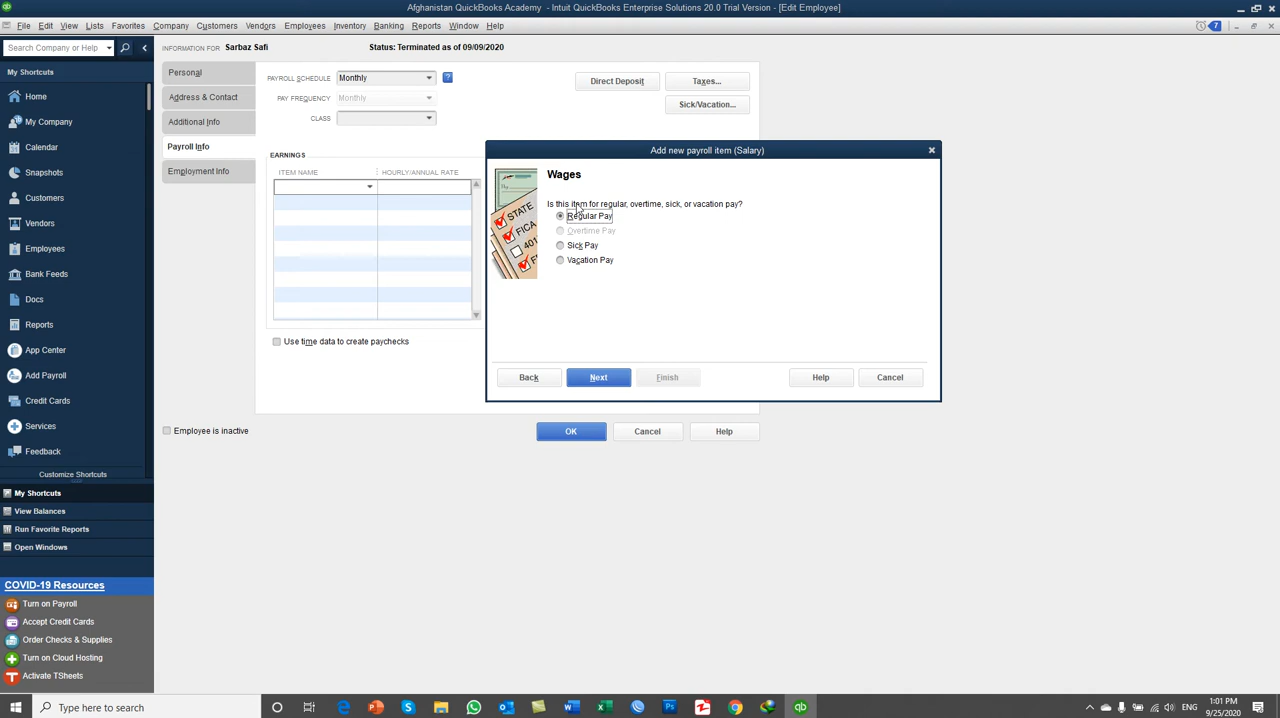 Afghanistan QuickBooks Academy - Intuit QuickBooks Enterprise Solutions 20.0 Trial Version - [Edit Employee]
File Edit View Lists Favorites Company Customers Vendors Employees Inventory Banking Reports Window Help 7
Search Company or Help
INFORMATION FOR Sarbaz Safi Status: Terminated as of 09/09/2020
My Shortcuts
Home
My Company
Calendar
Snapshots
Customers
Vendors
Employees
Bank Feeds
Docs
Reports
App Center
Add Payroll
Credit Cards
Services
Feedback
Customize Shortcuts
My Shortcuts
View Balances
Run Favorite Reports
Open Windows
COVID-19 Resources
Turn on Payroll
Accept Credit Cards
Order Checks & Supplies
Turn on Cloud Hosting
Activate TSheets
Personal
Address & Contact
Additional Info
Payroll Info
Employment Info
PAYROLL SCHEDULE Monthly ?
PAY FREQUENCY Monthly
CLASS
Direct Deposit Taxes...
Sick/Vacation...
EARNINGS
ITEM NAME HOURLY/ANNUAL RATE
Use time data to create paychecks
Employee is inactive
OK Cancel Help
Add new payroll item (Salary)
STATE
FICA
401
Wages
Is this item for regular, overtime, sick, or vacation pay?
Regular Pay
Overtime Pay
Sick Pay
Vacation Pay
Back Next Finish Help Cancel
Type here to search
1:01 PM
9/25/2020